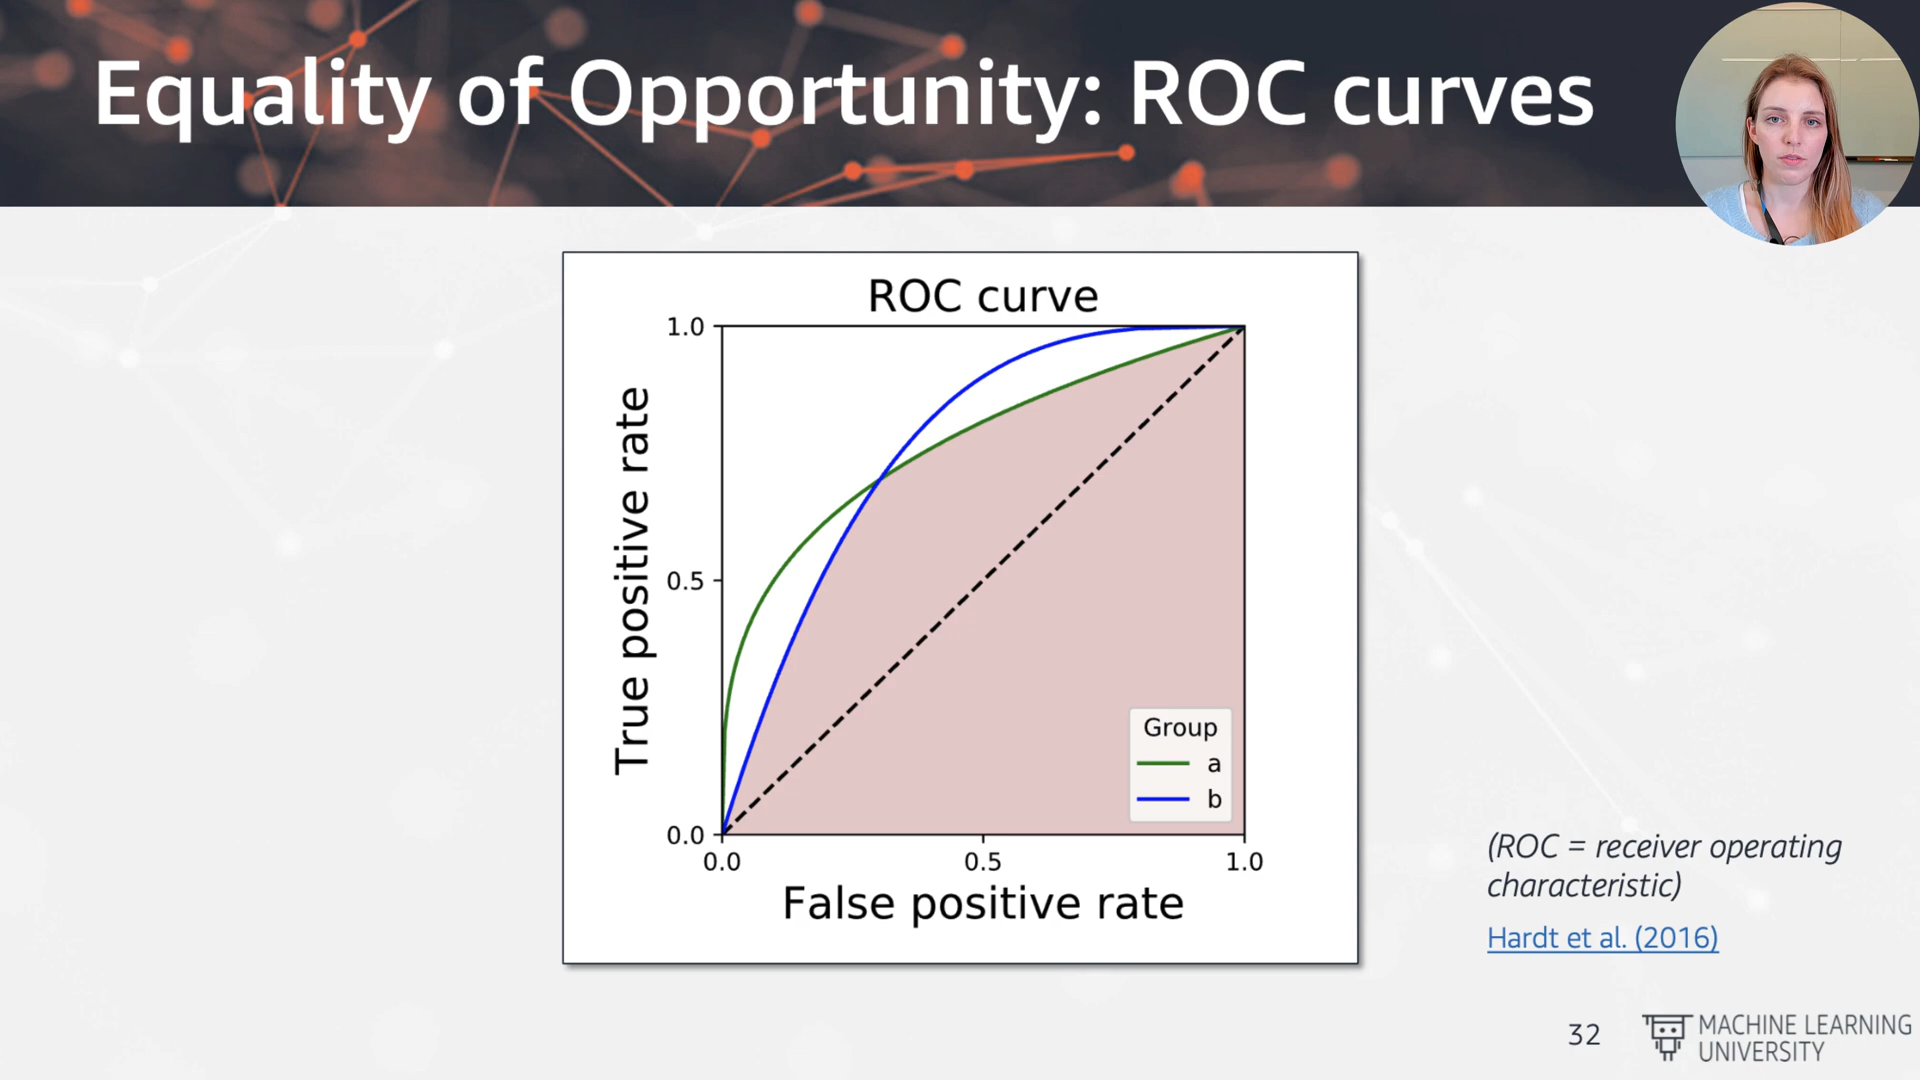 Equality of Opportunity: ROC curves
ROC curve
True positive rate
1.0
0.5
0.0
0.0
0.5
1.0
False positive rate
Group
a
b
(ROC = receiver operating
characteristic)
Hardt et al. (2016)
32
MACHINE LEARNING
UNIVERSITY